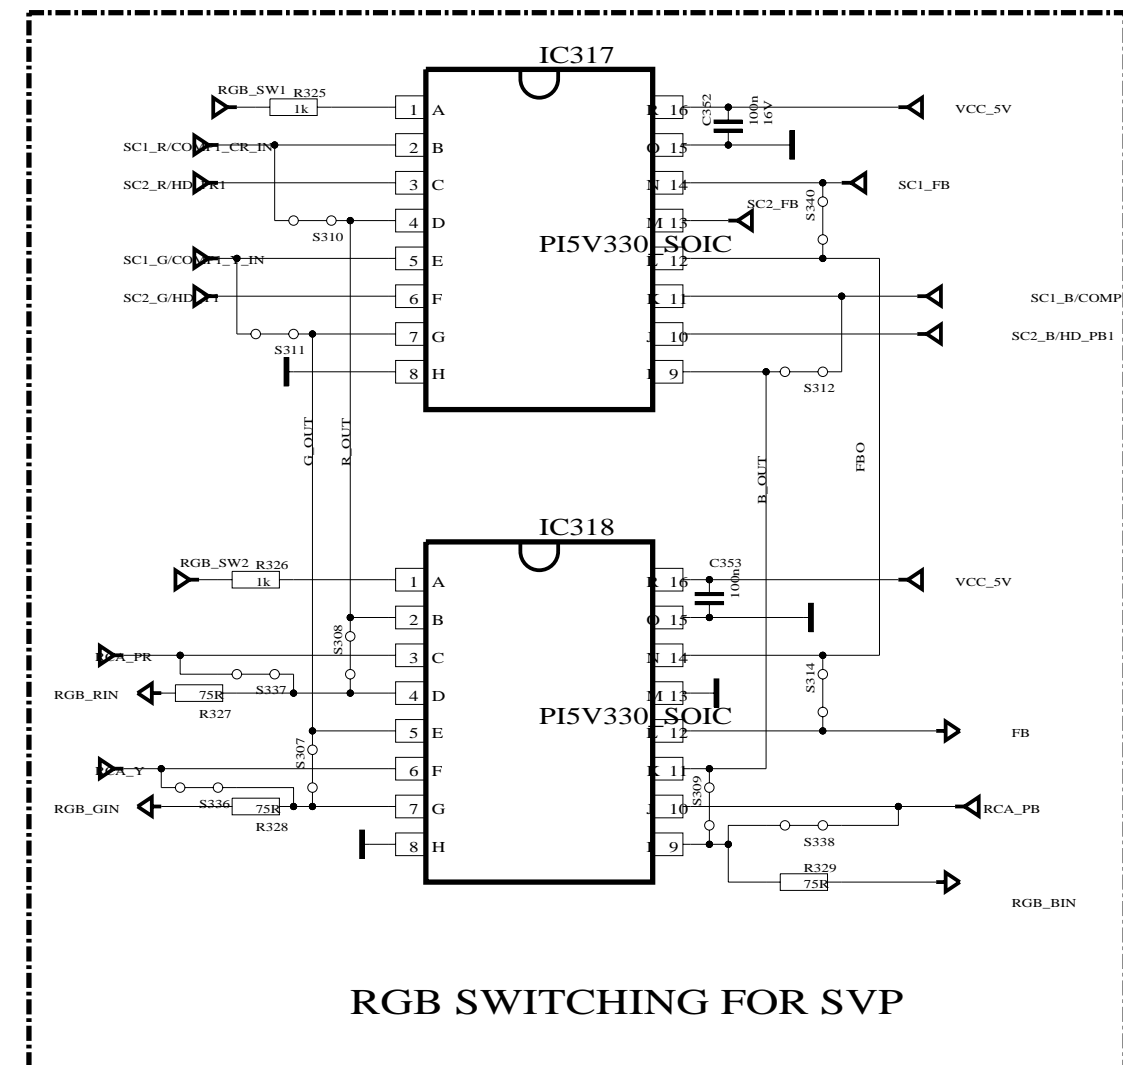 IC317
RGB_SW1 R325
1k
1 A
R 16
C352
100n
16V
VCC_5V
SC1_R/COMP1_CR_IN
2 B
O 15
SC2_R/HD_PR1
3 C
N 14
SC1_FB
S340
SC2_FB
4 D
M 13
S310
PI5V330_SOIC
SC1_G/COMP1_Y_IN
5 E
L 12
SC2_G/HD_Y1
6 F
K 11
SC1_B/COMP
7 G
J 10
SC2_B/HD_PB1
S311
8 H
I 9
S312
G_OUT
R_OUT
B_OUT
FBO
IC318
RGB_SW2 R326
1k
1 A
R 16
C353
100n
VCC_5V
2 B
O 15
S308
RCA_PR
3 C
N 14
S314
S337
RGB_RIN
75R
R327
4 D
M 13
PI5V330_SOIC
5 E
L 12
FB
S307
RCA_Y
6 F
K 11
S309
S336
RGB_GIN
75R
R328
7 G
J 10
RCA_PB
8 H
I 9
S338
R329
75R
RGB_BIN
RGB SWITCHING FOR SVP